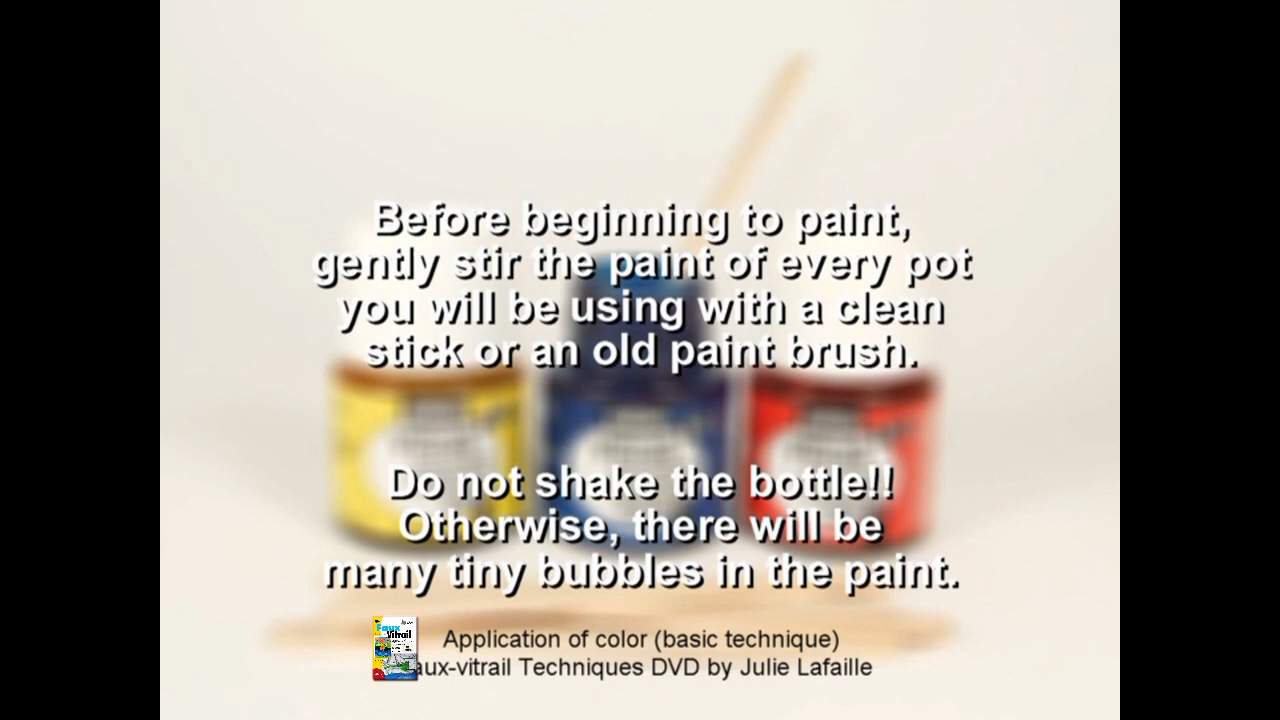 Before beginning to paint,
gently stir the paint of every pot
you will be using with a clean
stick or an old paint brush.
Do not shake the bottle!!
Otherwise, there will be
many tiny bubbles in the paint.
Faux
Vitrail
Application of color (basic technique)
aux-vitrail Techniques DVD by Julie Lafaille